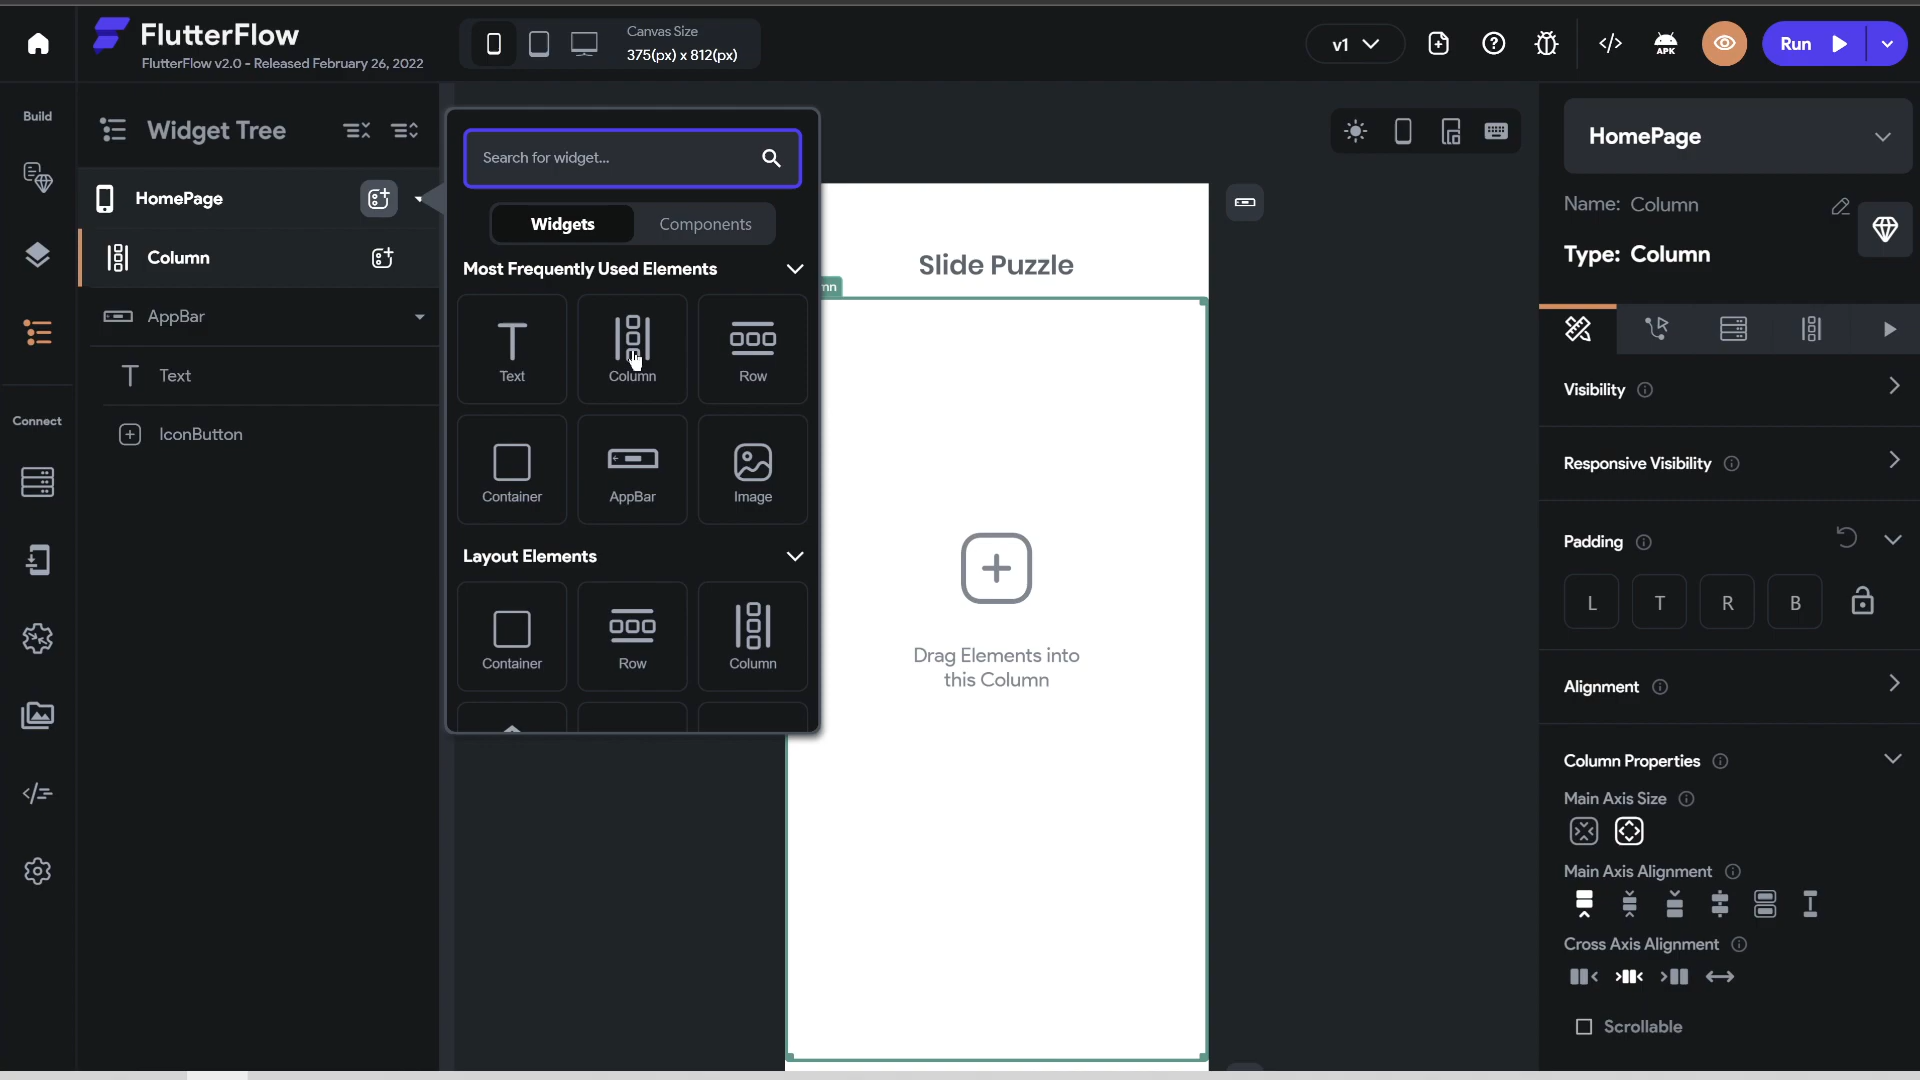 FlutterFlow
FlutterFlow v2.0 - Released February 26, 2022
Canvas Size
375(px) x 812(px)
v1
APK
Run
Build
Widget Tree
HomePage
Column
AppBar
Text
IconButton
Connect
Search for widget...
Widgets
Components
Most Frequently Used Elements
Text
Column
Row
Container
AppBar
Image
Layout Elements
Container
Row
Column
Slide Puzzle
mn
Drag Elements into
this Column
HomePage
Name: Column
Type: Column
Visibility
Responsive Visibility
Padding
L
T
R
B
Alignment
Column Properties
Main Axis Size
Main Axis Alignment
Cross Axis Alignment
Scrollable